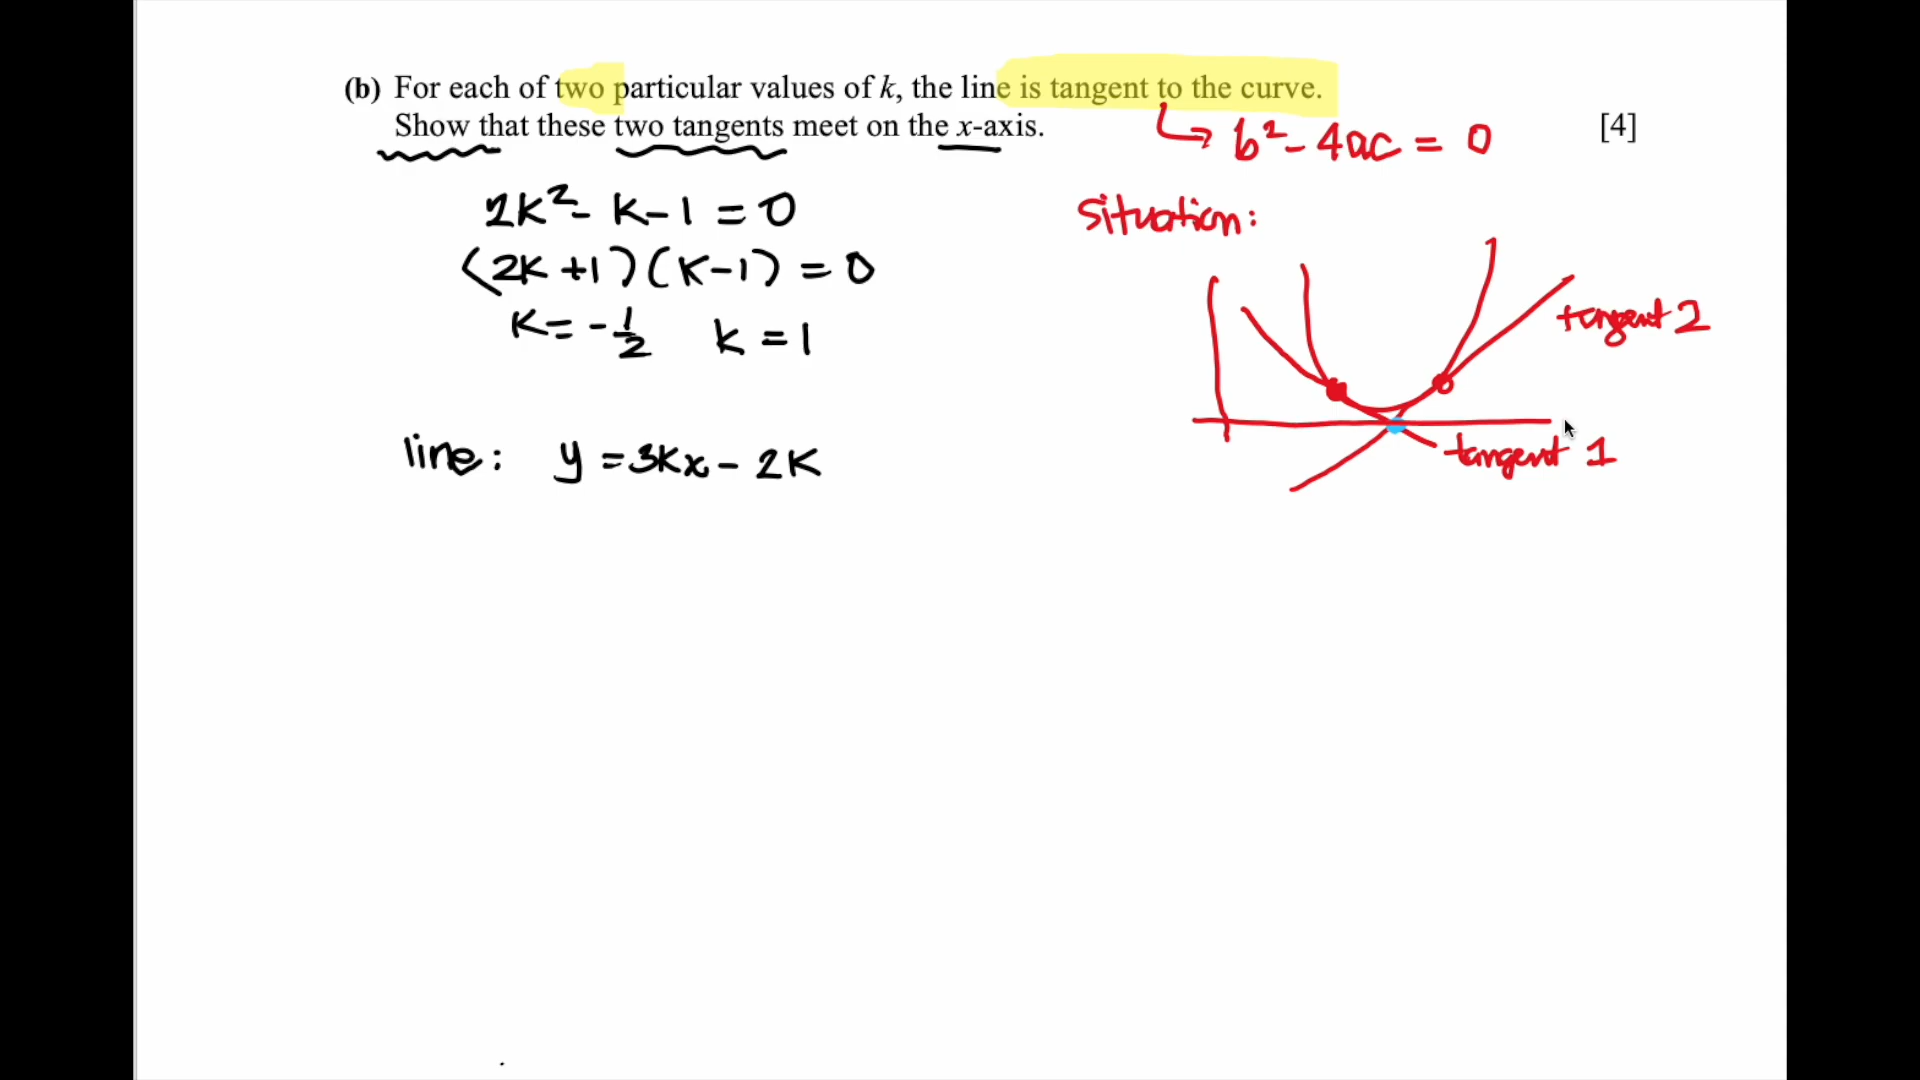 (b) For each of two particular values of k, the line is tangent to the curve.
Show that these two tangents meet on the x-axis. [4]
b² - 4ac = 0
2k² - k - 1 = 0
(2k + 1)(k - 1) = 0
k = -1/2   k = 1
line: y = 3kx - 2k
situation:
tangent 2
tangent 1